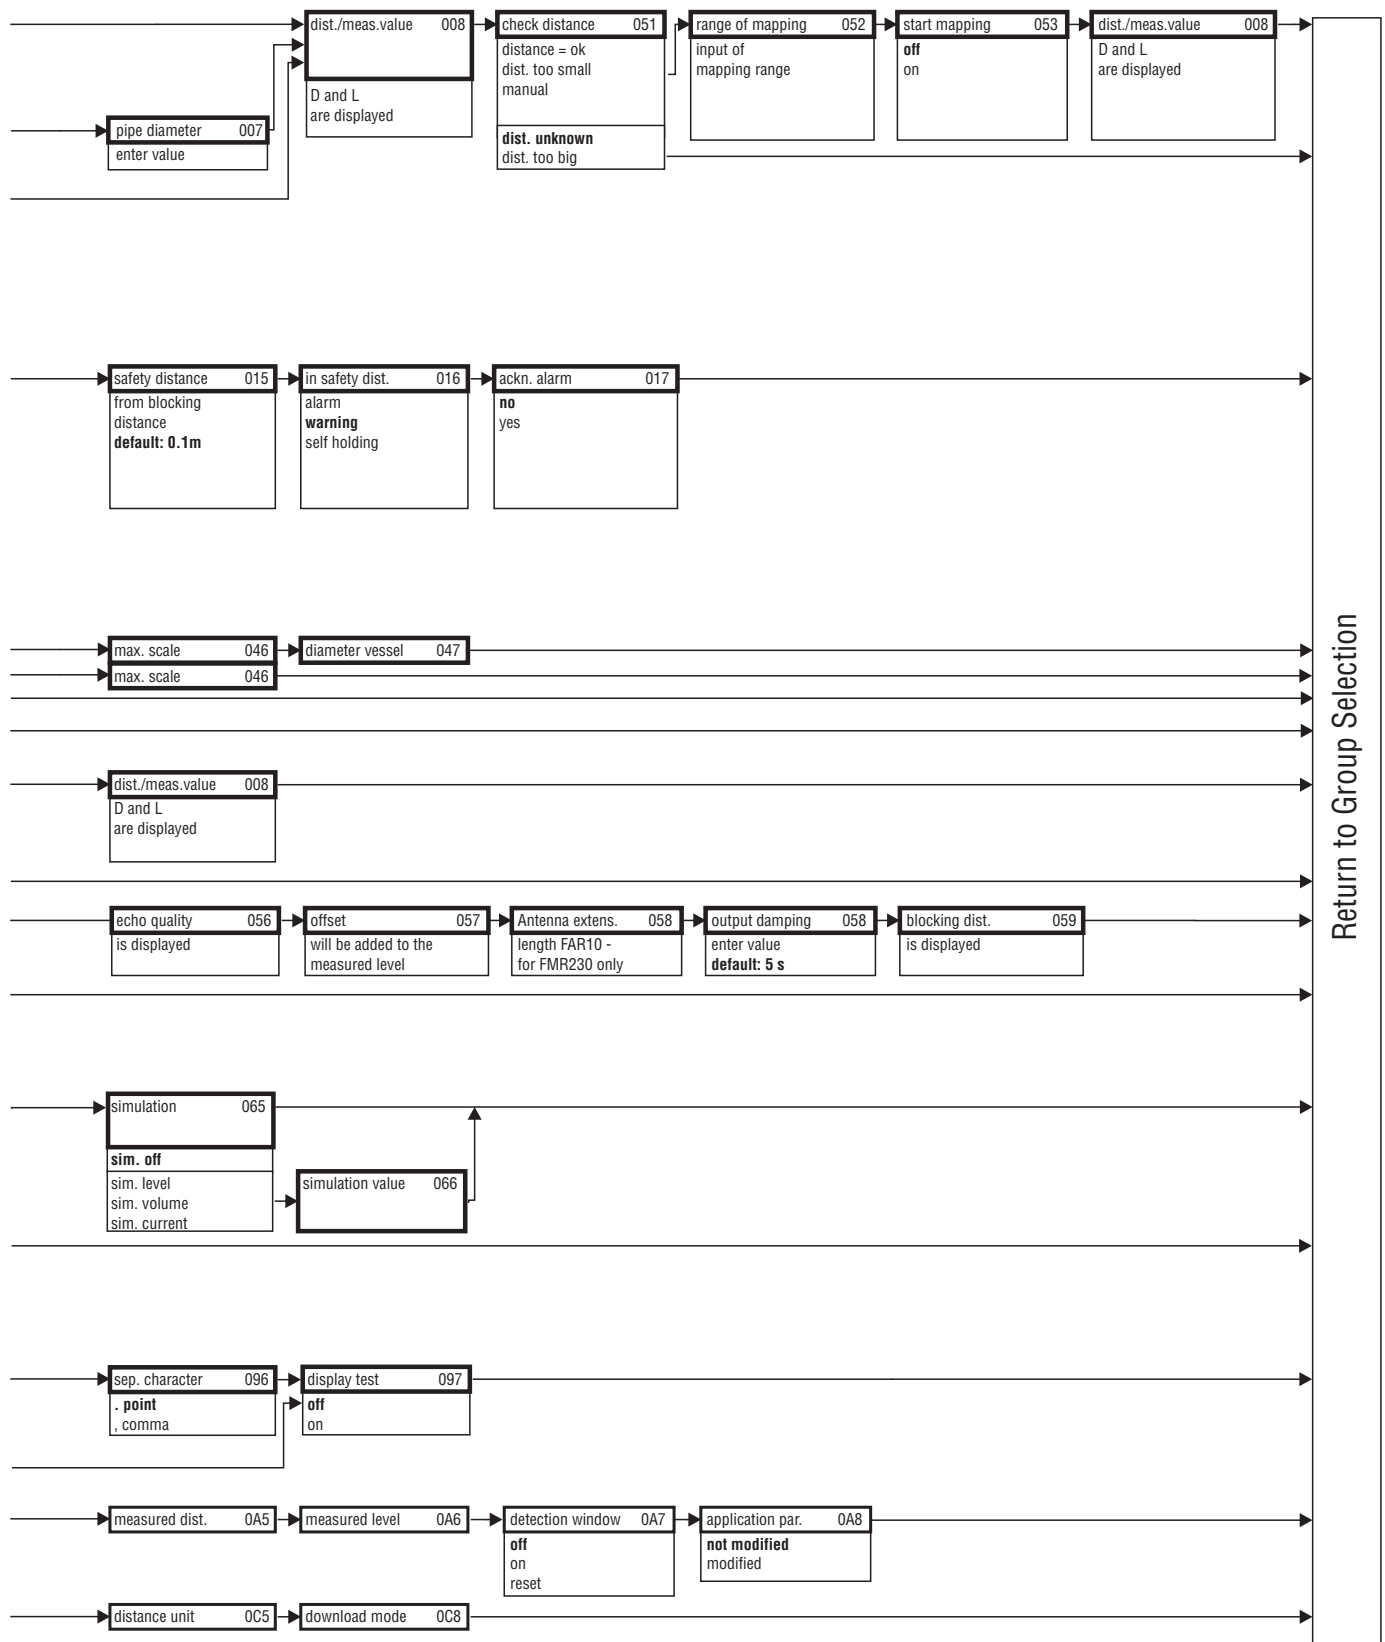 dist./meas.value 008
D and L
are displayed
check distance 051
distance = ok
dist. too small
manual
dist. unknown
dist. too big
range of mapping 052
input of
mapping range
start mapping 053
off
on
dist./meas.value 008
D and L
are displayed
pipe diameter 007
enter value
safety distance 015
from blocking
distance
default: 0.1m
in safety dist. 016
alarm
warning
self holding
ackn. alarm 017
no
yes
max. scale 046
diameter vessel 047
max. scale 046
dist./meas.value 008
D and L
are displayed
echo quality 056
is displayed
offset 057
will be added to the
measured level
Antenna extens. 058
length FAR10 -
for FMR230 only
output damping 058
enter value
default: 5 s
blocking dist. 059
is displayed
simulation 065
sim. off
sim. level
sim. volume
sim. current
simulation value 066
sep. character 096
. point
, comma
display test 097
off
on
measured dist. 0A5
measured level 0A6
detection window 0A7
off
on
reset
application par. 0A8
not modified
modified
distance unit 0C5
download mode 0C8
Return to Group Selection